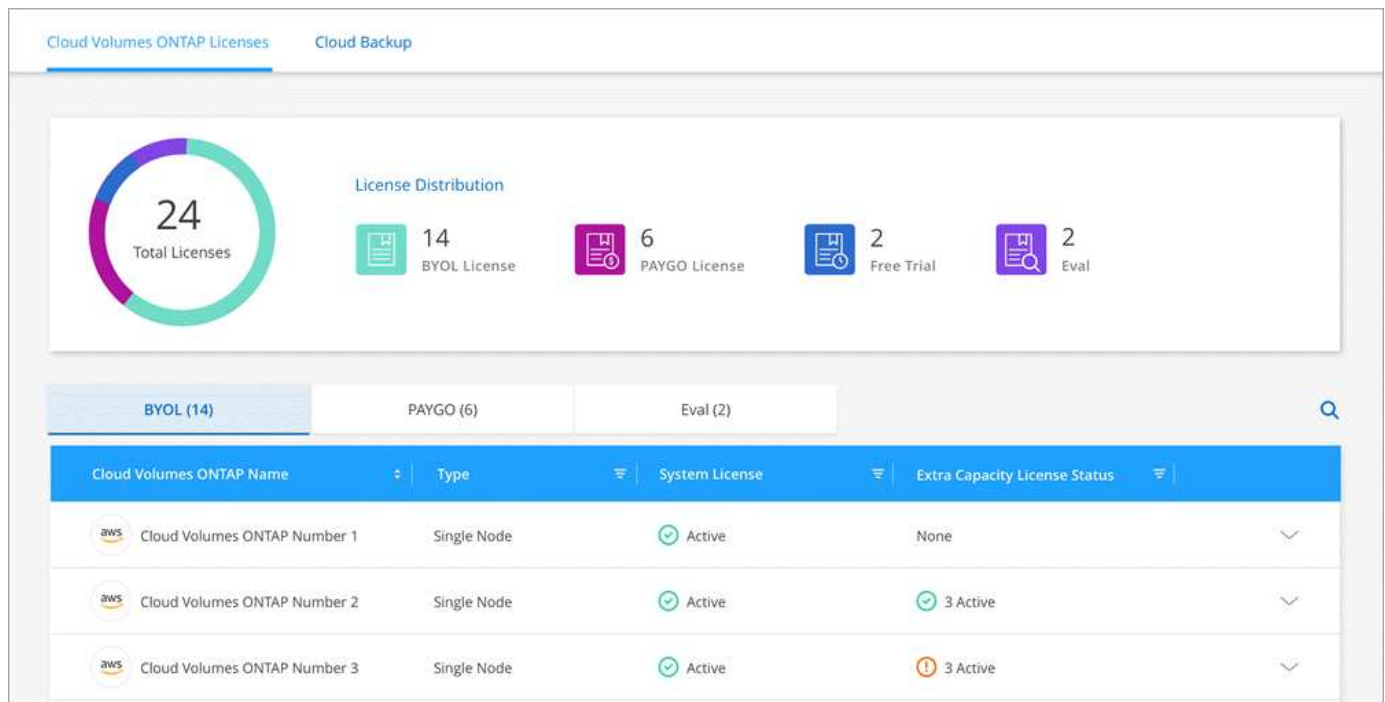 Cloud Volumes ONTAP Licenses Cloud Backup
24
Total Licenses
License Distribution
14
BYOL License
6
PAYGO License
2
Free Trial
2
Eval
BYOL (14) PAYGO (6) Eval (2)
Cloud Volumes ONTAP Name Type System License Extra Capacity License Status
aws Cloud Volumes ONTAP Number 1 Single Node Active None
aws Cloud Volumes ONTAP Number 2 Single Node Active 3 Active
aws Cloud Volumes ONTAP Number 3 Single Node Active 3 Active